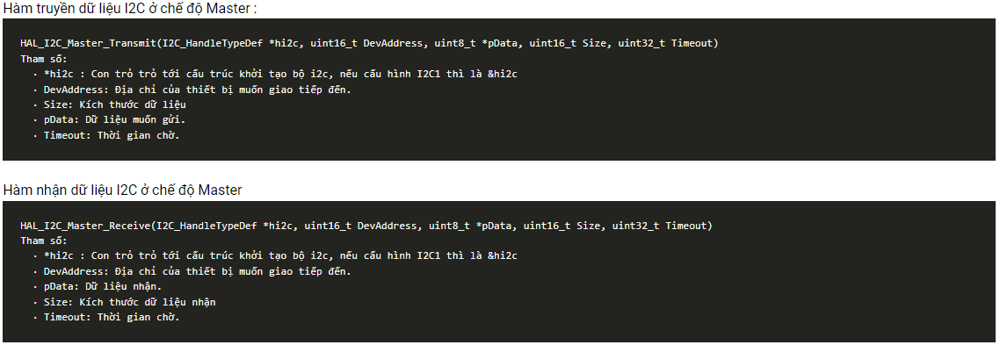 Hàm truyền dữ liệu I2C ở chế độ Master :
HAL_I2C_Master_Transmit(I2C_HandleTypeDef *hi2c, uint16_t DevAddress, uint8_t *pData, uint16_t Size, uint32_t Timeout)
Tham số:
· *hi2c : Con trỏ trỏ tới cấu trúc khởi tạo bộ i2c, nếu cấu hình I2C1 thì là &hi2c
· DevAddress: Địa chỉ của thiết bị muốn giao tiếp đến.
· Size: Kích thước dữ liệu
· pData: Dữ liệu muốn gửi.
· Timeout: Thời gian chờ.
Hàm nhận dữ liệu I2C ở chế độ Master
HAL_I2C_Master_Receive(I2C_HandleTypeDef *hi2c, uint16_t DevAddress, uint8_t *pData, uint16_t Size, uint32_t Timeout)
Tham số:
· *hi2c : Con trỏ trỏ tới cấu trúc khởi tạo bộ i2c, nếu cấu hình I2C1 thì là &hi2c
· DevAddress: Địa chỉ của thiết bị muốn giao tiếp đến.
· pData: Dữ liệu nhận.
· Size: Kích thước dữ liệu nhận
· Timeout: Thời gian chờ.